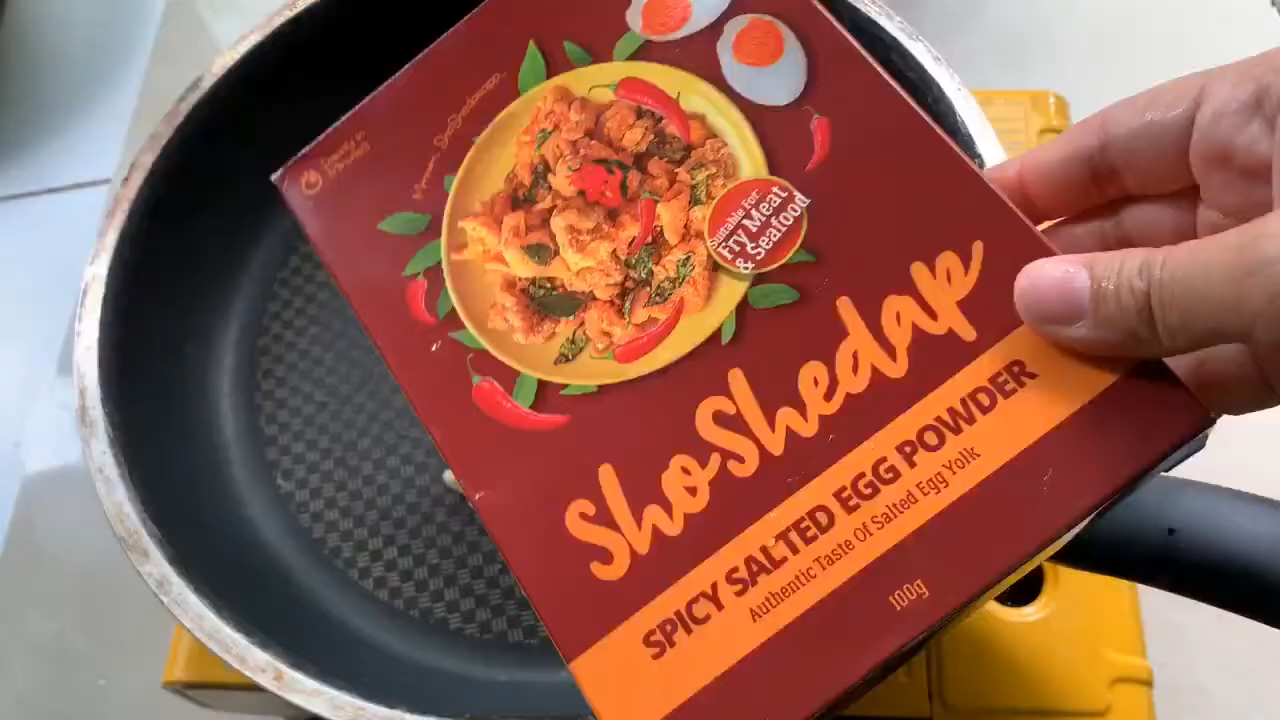 Suitable For:
Fry Meat
& Seafood
ShoShedap
SPICY SALTED EGG POWDER
Authentic Taste Of Salted Egg Yolk
100g